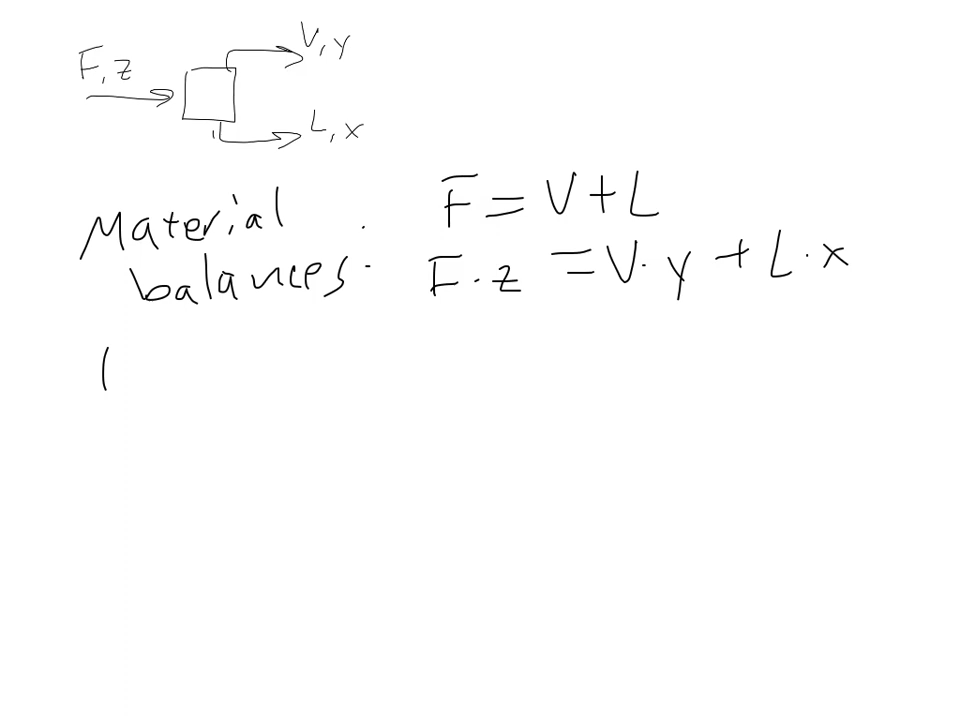 V, y
F, z
L, x
Material : F = V + L
balances: F · z = V · y + L · x
(